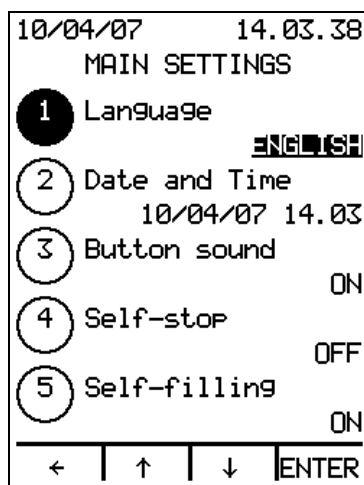 10/04/07 14.03.38
MAIN SETTINGS
1 Language
ENGLISH
2 Date and Time
10/04/07 14.03
3 Button sound
ON
4 Self-stop
OFF
5 Self-filling
ON
← ↑ ↓ ENTER